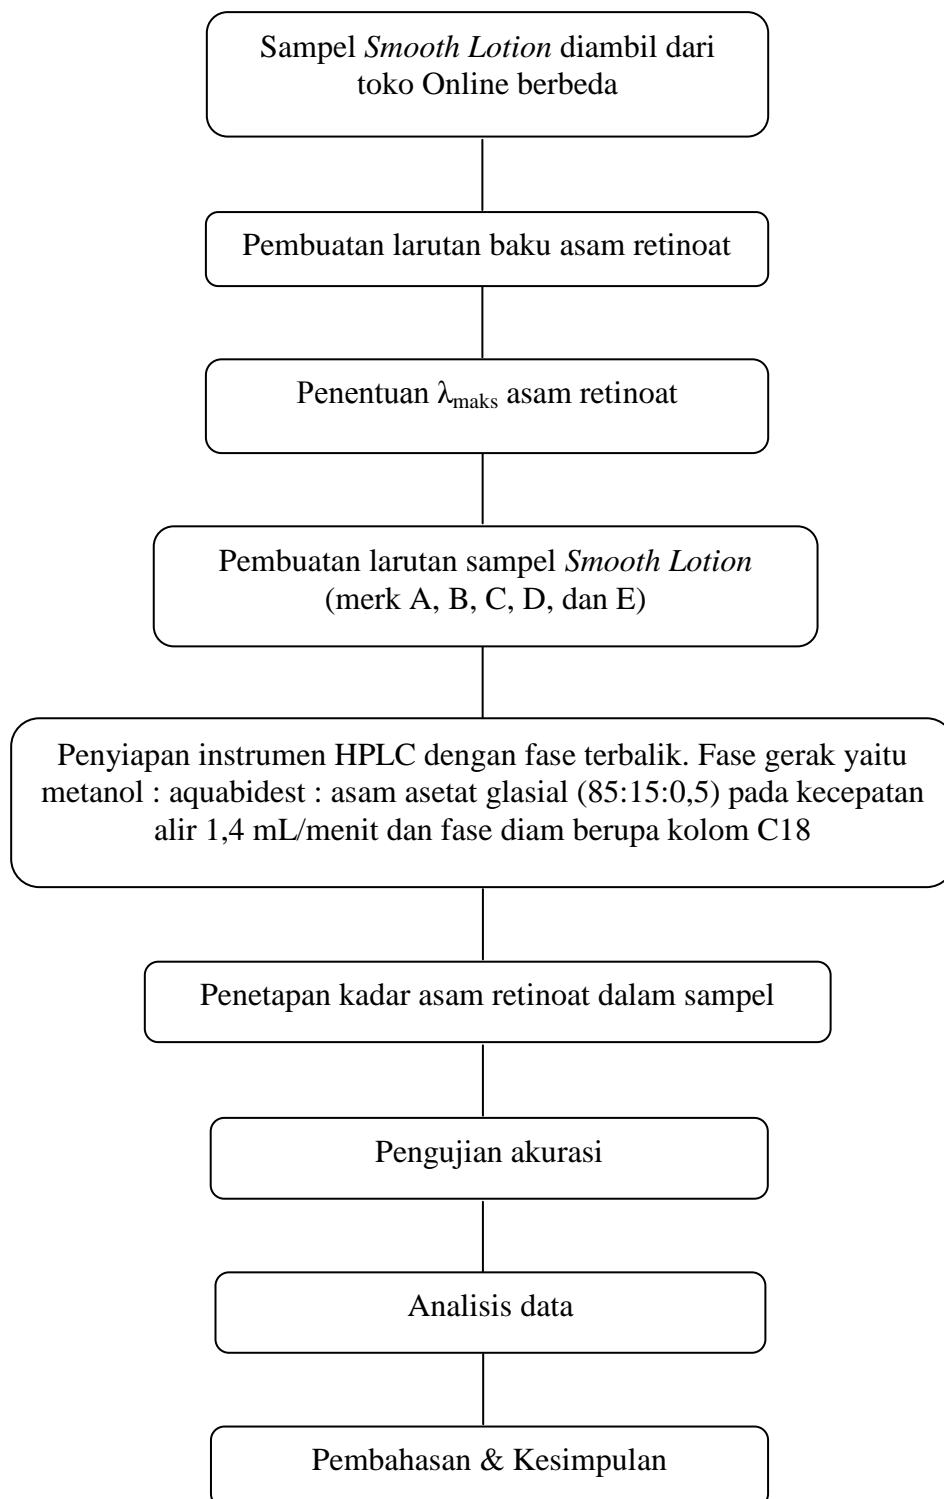 Sampel Smooth Lotion diambil dari
toko Online berbeda
Pembuatan larutan baku asam retinoat
Penentuan λmaks asam retinoat
Pembuatan larutan sampel Smooth Lotion
(merk A, B, C, D, dan E)
Penyiapan instrumen HPLC dengan fase terbalik. Fase gerak yaitu
metanol : aquabidest : asam asetat glasial (85:15:0,5) pada kecepatan
alir 1,4 mL/menit dan fase diam berupa kolom C18
Penetapan kadar asam retinoat dalam sampel
Pengujian akurasi
Analisis data
Pembahasan & Kesimpulan